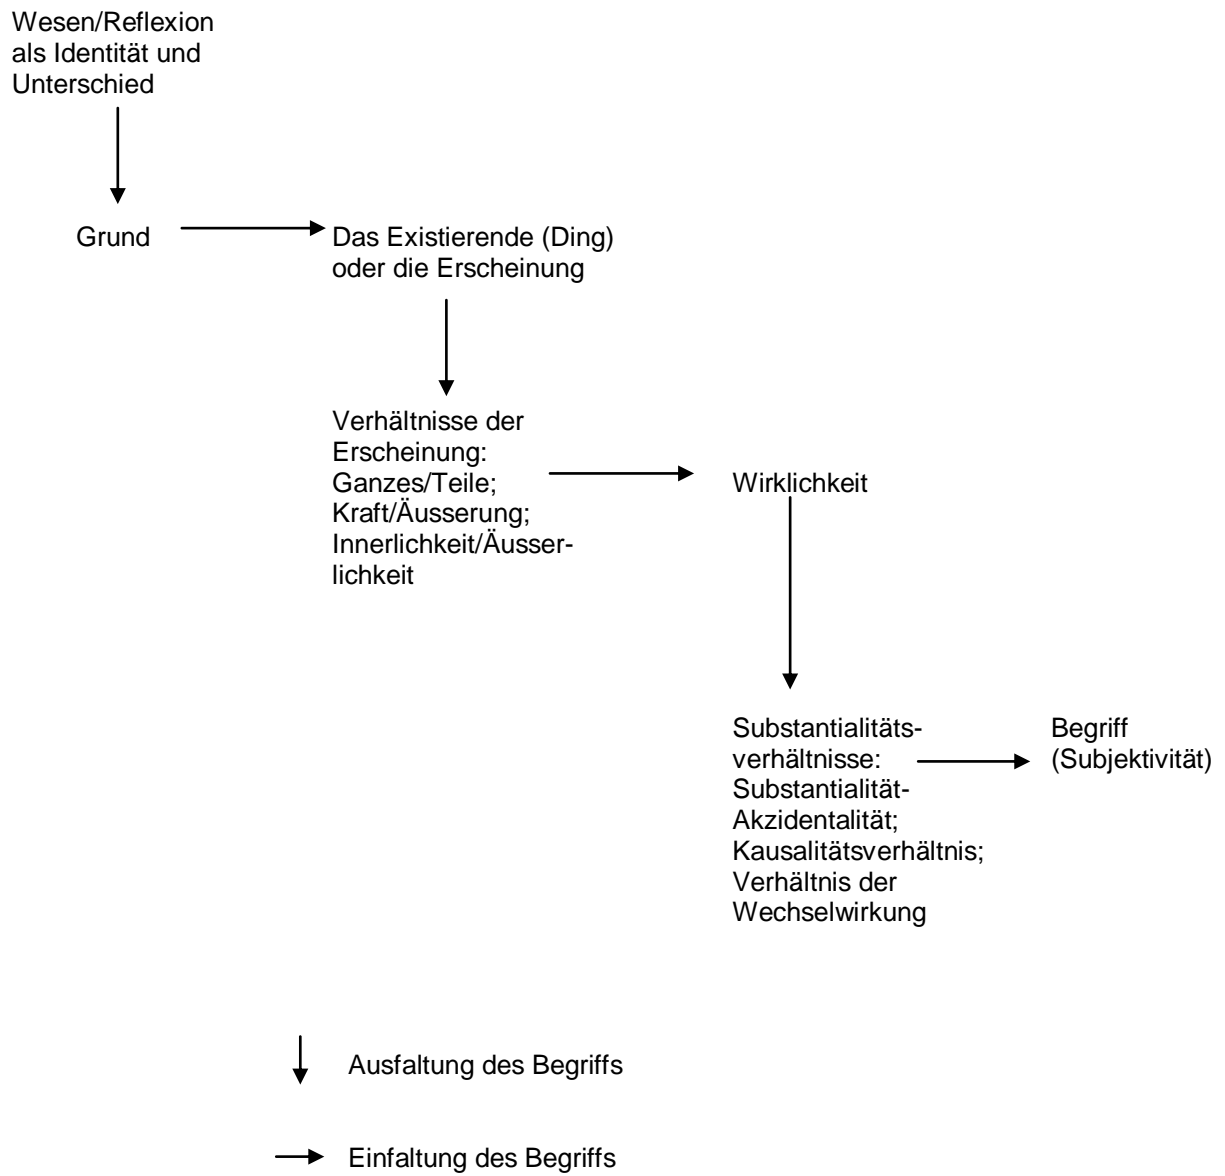 Wesen/Reflexion
als Identität und
Unterschied
Grund
Das Existierende (Ding)
oder die Erscheinung
Verhältnisse der
Erscheinung:
Ganzes/Teile;
Kraft/Äusserung;
Innerlichkeit/Äusser-
lichkeit
Wirklichkeit
Substantialitäts-
verhältnisse:
Substantialität-
Akzidentalität;
Kausalitätsverhältnis;
Verhältnis der
Wechselwirkung
Begriff
(Subjektivität)
Ausfaltung des Begriffs
Einfaltung des Begriffs